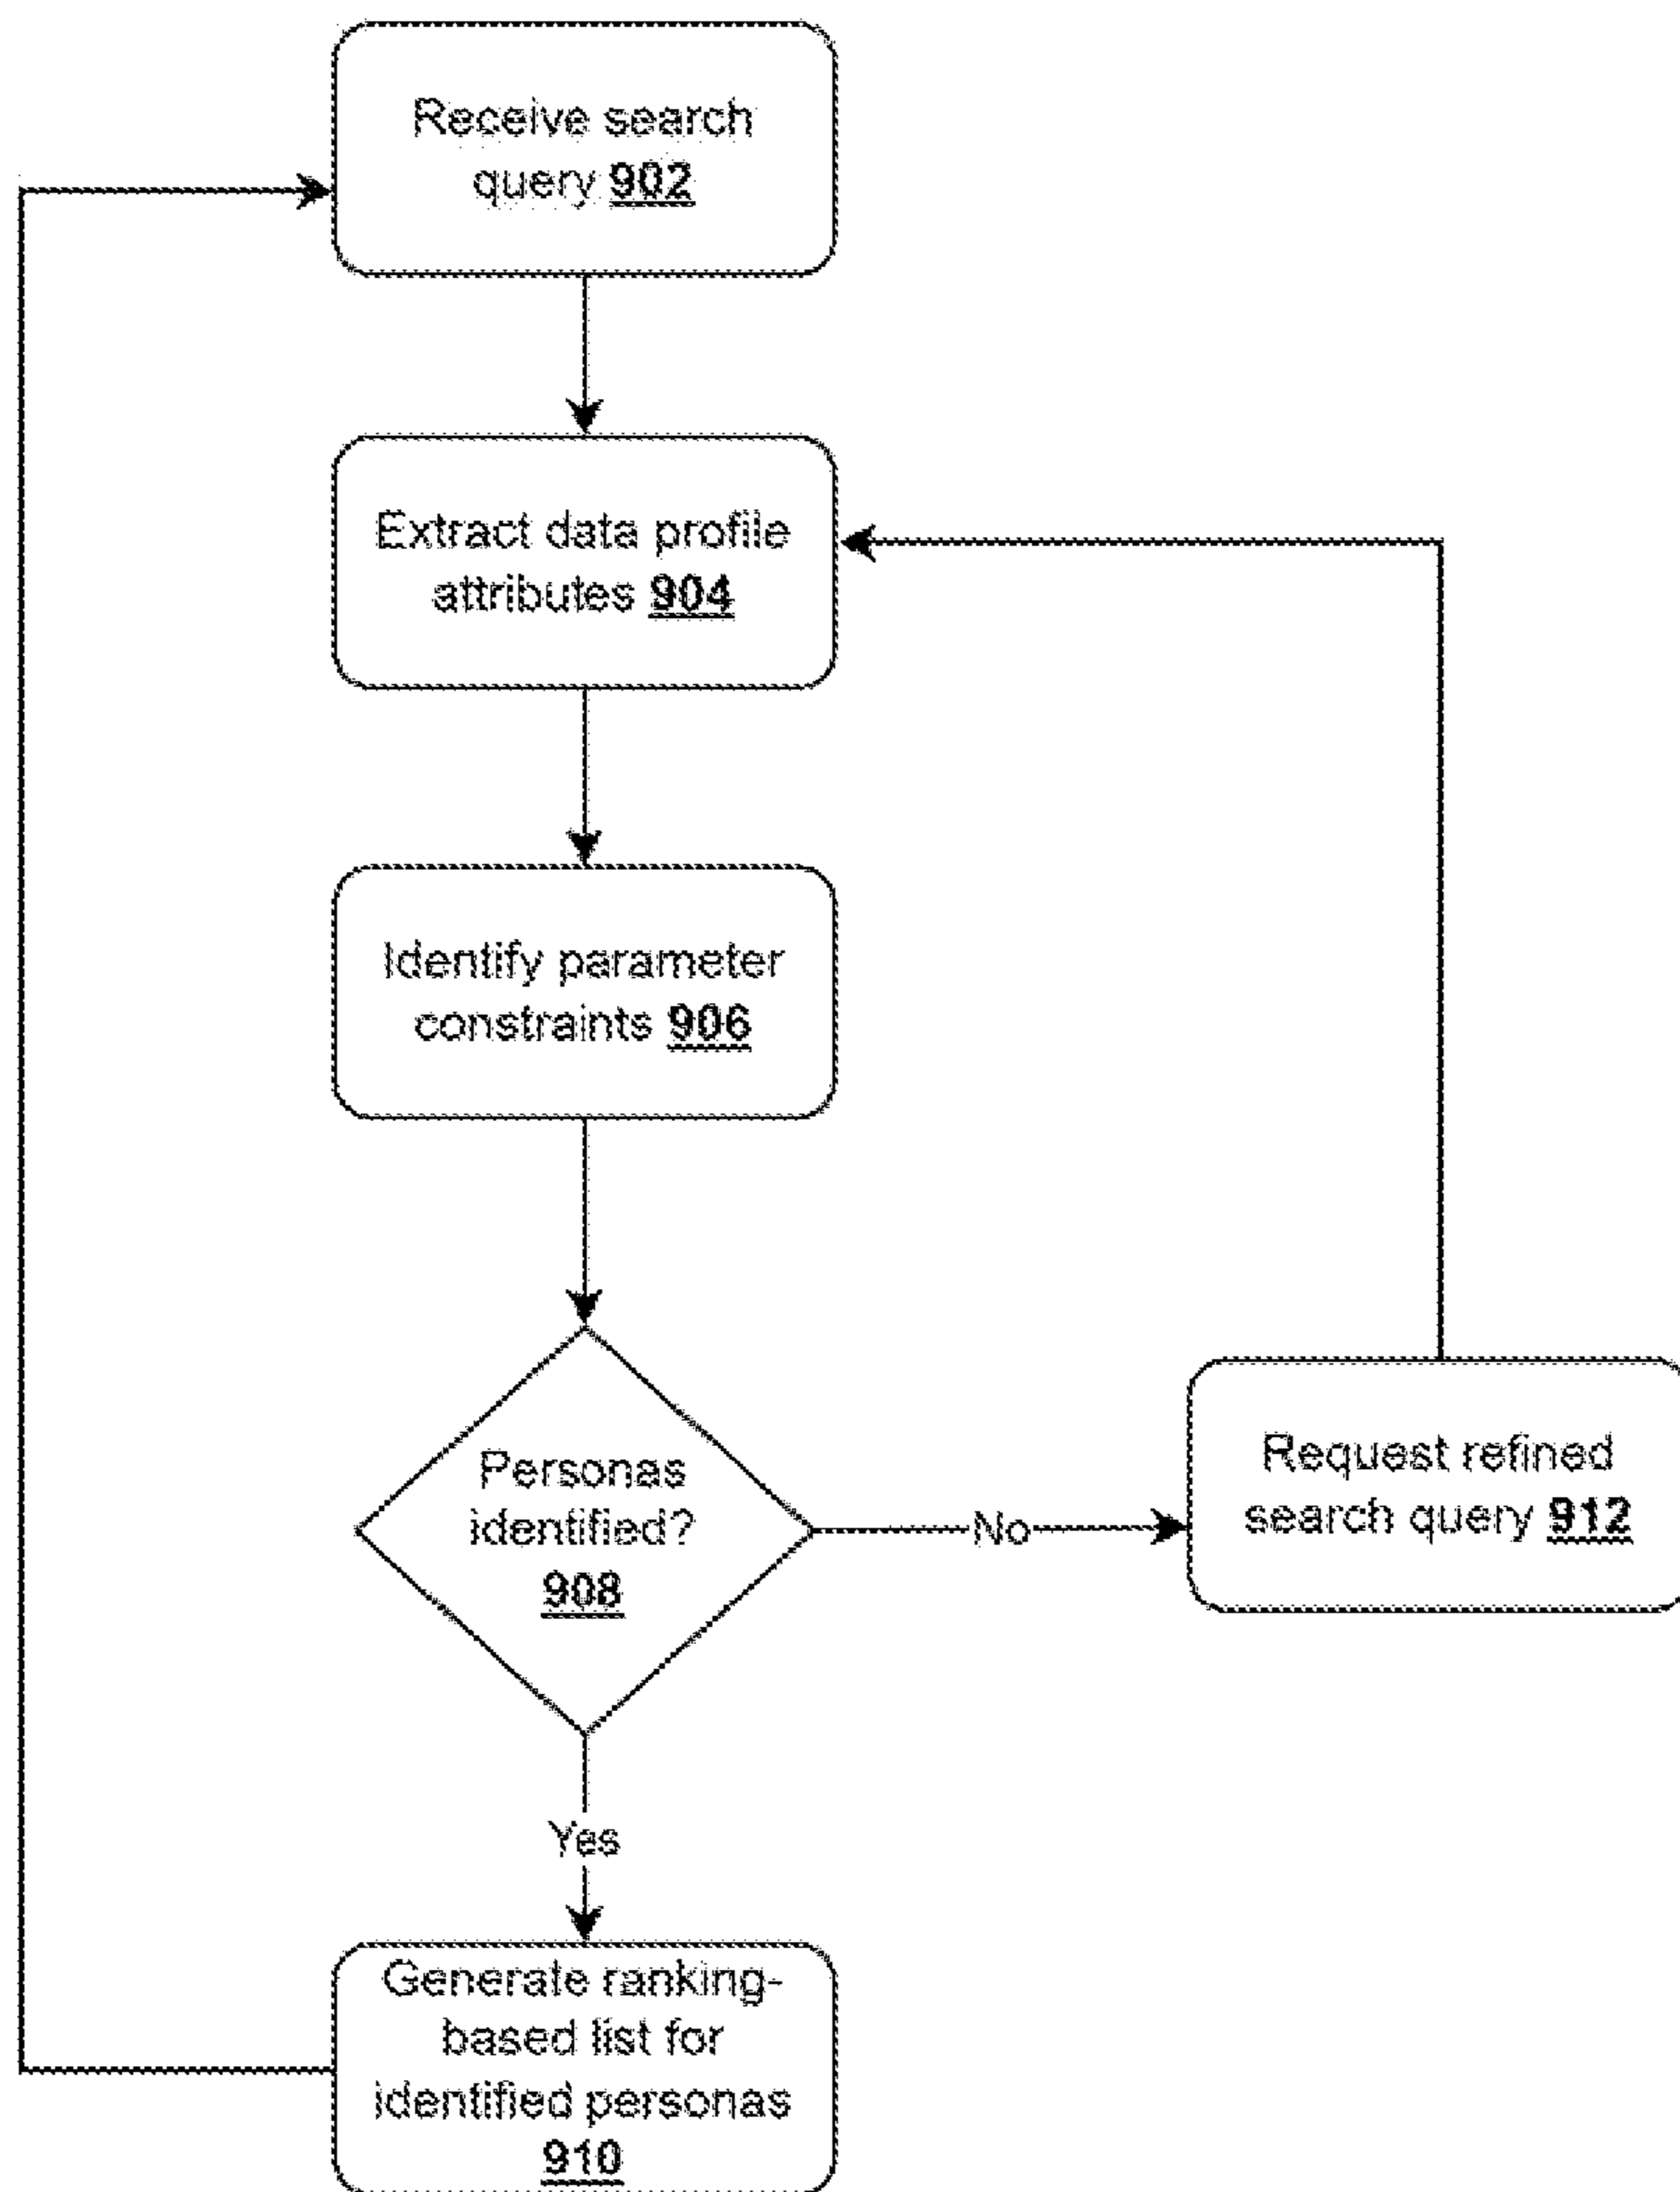 Receive search
query 902
Extract data profile
attributes 904
Identify parameter
constraints 906
Personas
identified?
908
No
Request refined
search query 912
Yes
Generate ranking-
based list for
identified personas
910